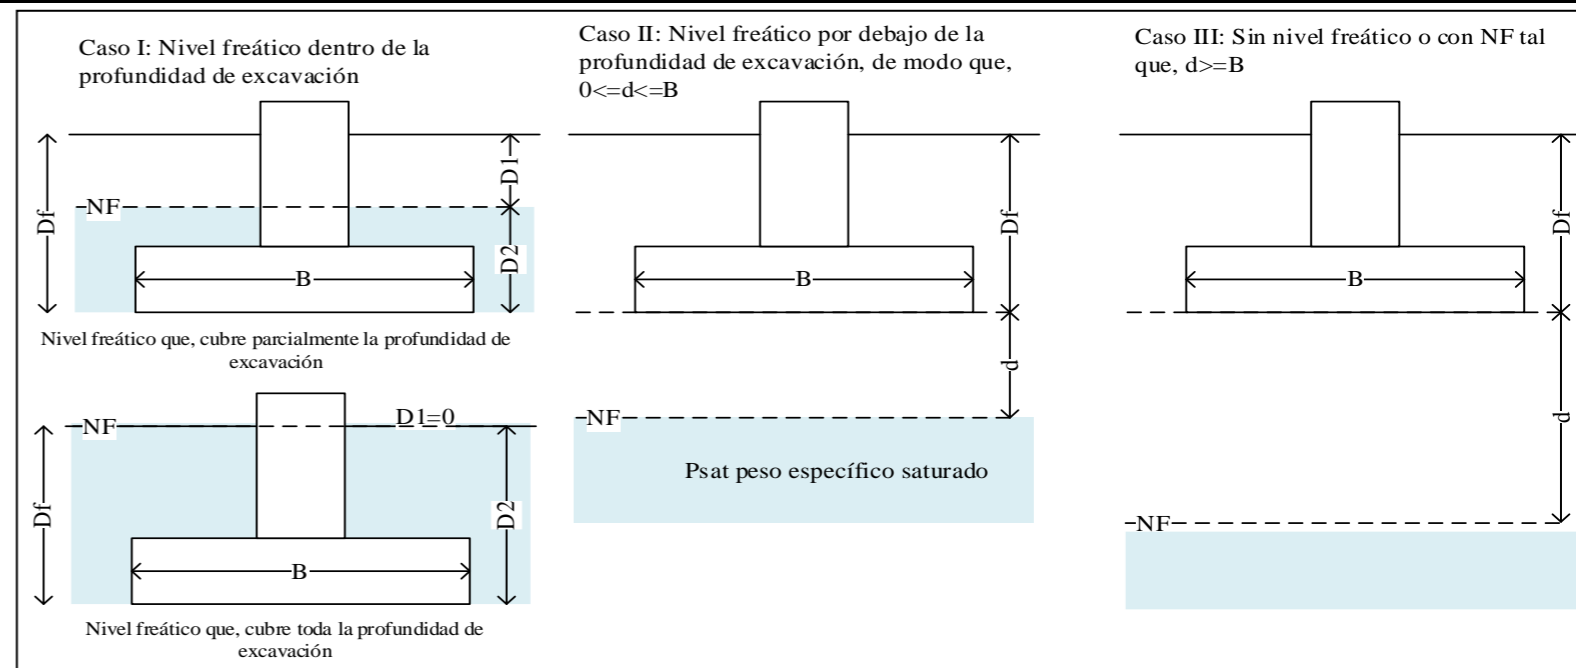 Caso I: Nivel freático dentro de la
profundidad de excavación
Df
NF
D1
D2
B
Nivel freático que, cubre parcialmente la profundidad de
excavación
NF
D1=0
Df
D2
B
Nivel freático que, cubre toda la profundidad de
excavación
Caso II: Nivel freático por debajo de la
profundidad de excavación, de modo que,
0<=d<=B
Df
B
d
NF
Psat peso específico saturado
Caso III: Sin nivel freático o con NF tal
que, d>=B
Df
B
d
NF